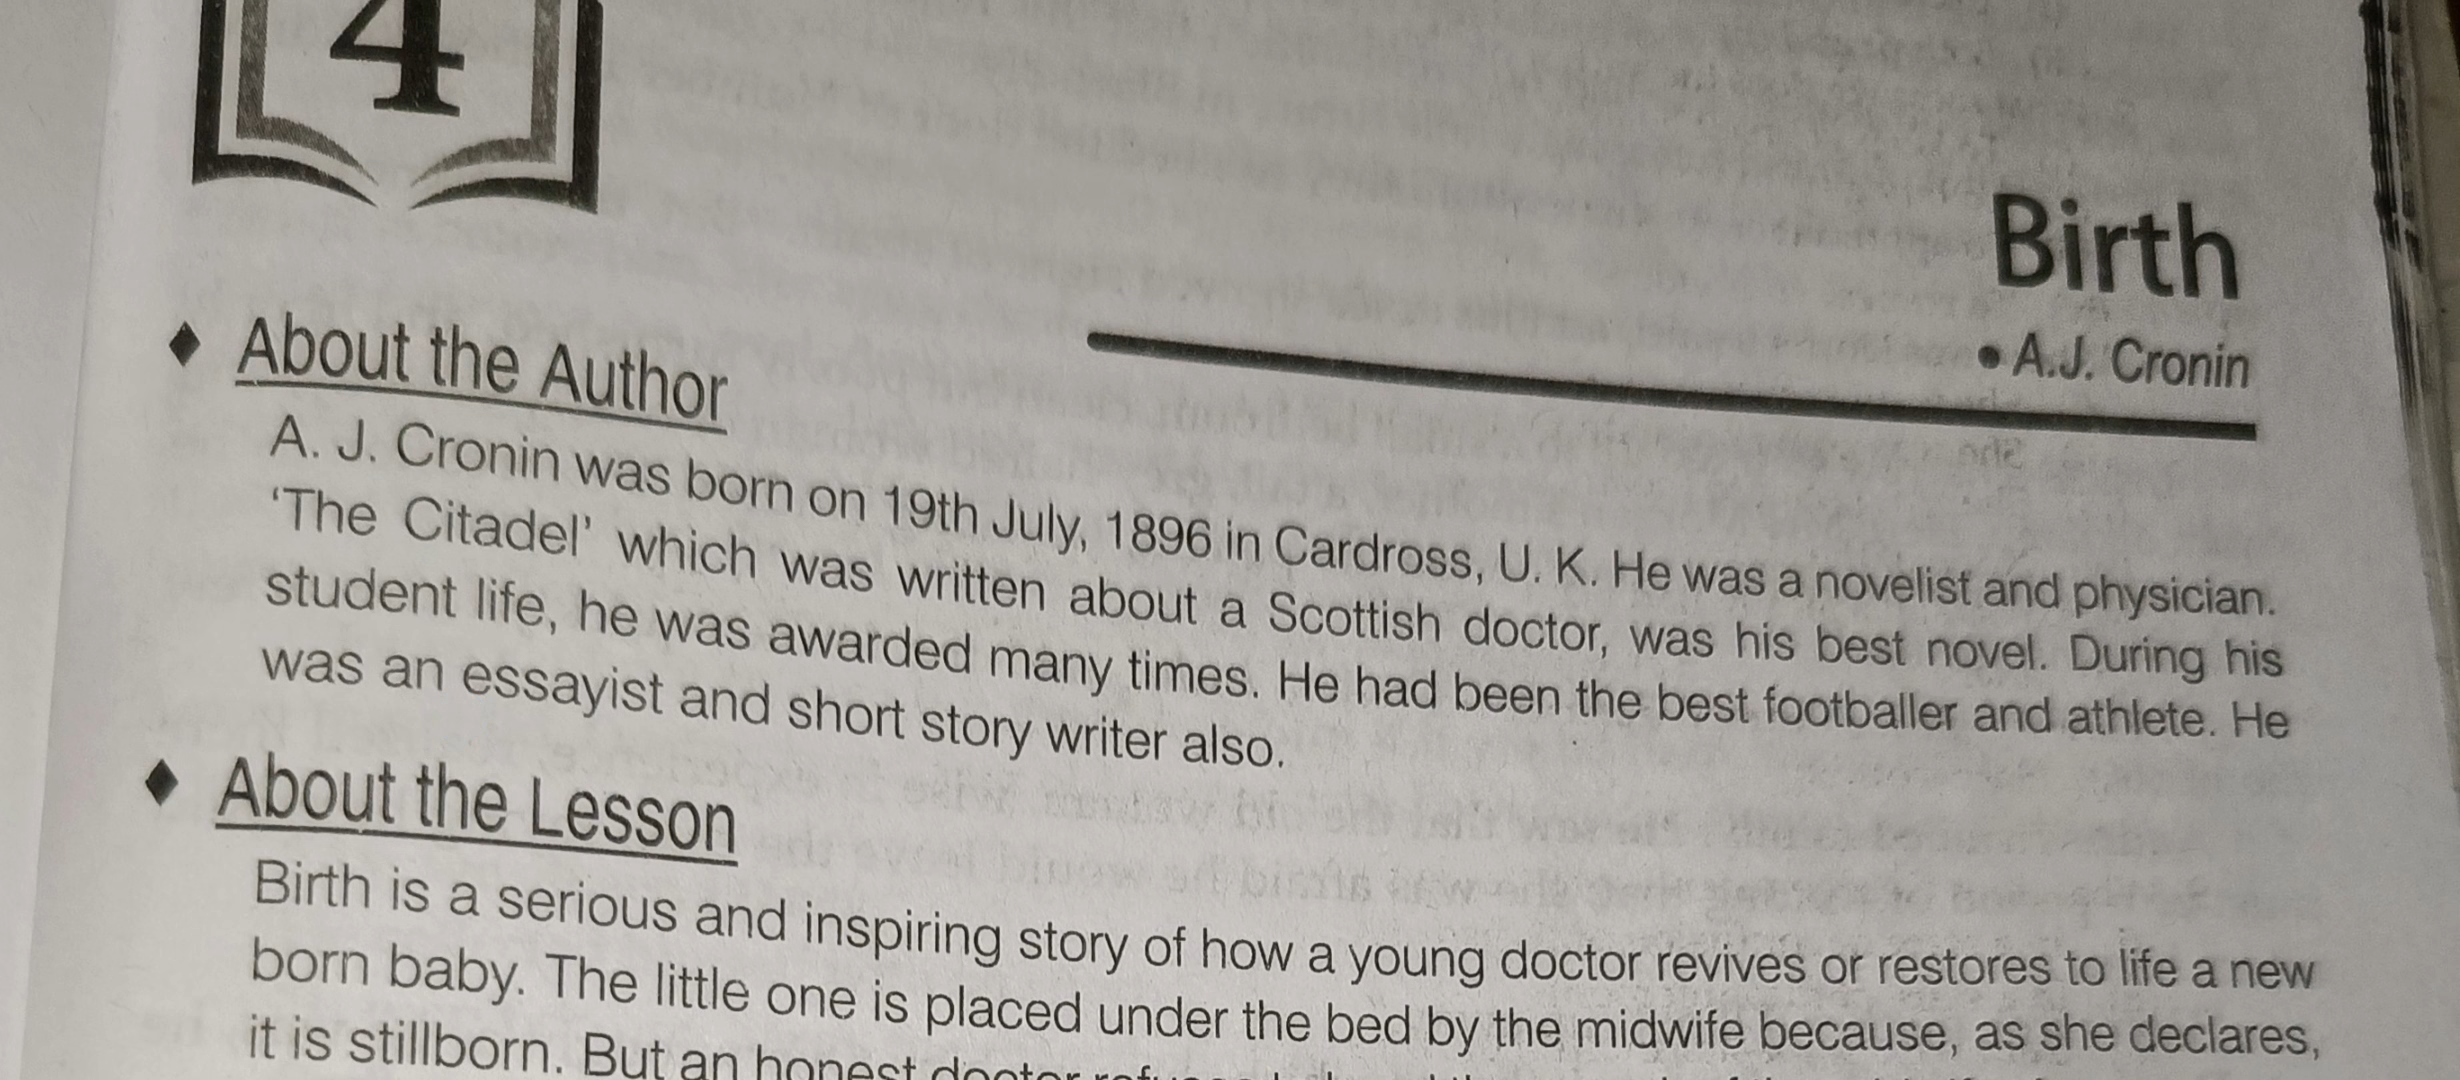 4
Birth
• A.J. Cronin
♦ About the Author
A. J. Cronin was born on 19th July, 1896 in Cardross, U. K. He was a novelist and physician.
‘The Citadel’ which was written about a Scottish doctor, was his best novel. During his
student life, he was awarded many times. He had been the best footballer and athlete. He
was an essayist and short story writer also.
♦ About the Lesson
Birth is a serious and inspiring story of how a young doctor revives or restores to life a new
born baby. The little one is placed under the bed by the midwife because, as she declares,
it is stillborn. But an honest doctor